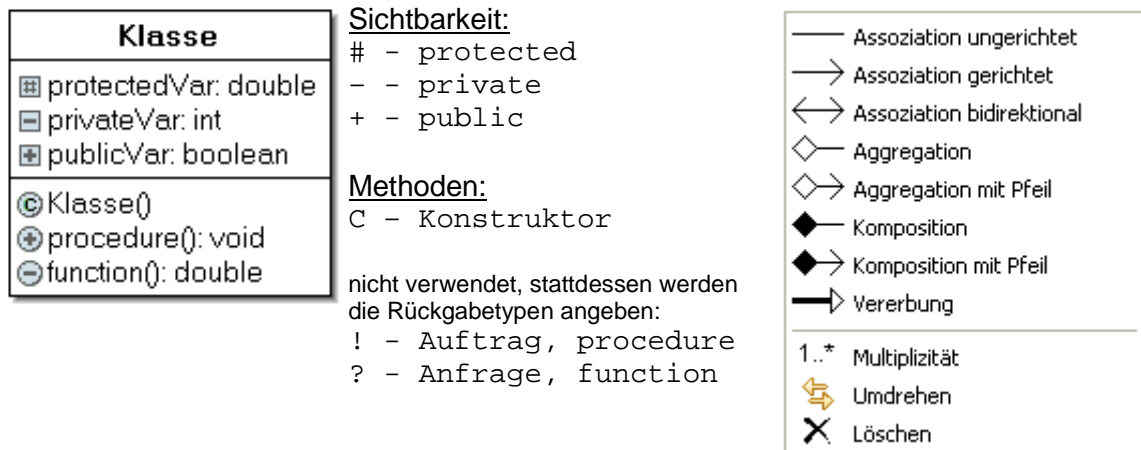 Klasse
protectedVar: double
privateVar: int
publicVar: boolean
C Klasse()
procedure(): void
function(): double
Sichtbarkeit:
# - protected
- - private
+ - public
Methoden:
C - Konstruktor
nicht verwendet, stattdessen werden
die Rückgabetypen angeben:
! - Auftrag, procedure
? - Anfrage, function
Assoziation ungerichtet
Assoziation gerichtet
Assoziation bidirektional
Aggregation
Aggregation mit Pfeil
Komposition
Komposition mit Pfeil
Vererbung
1..* Multiplizität
Umdrehen
Löschen